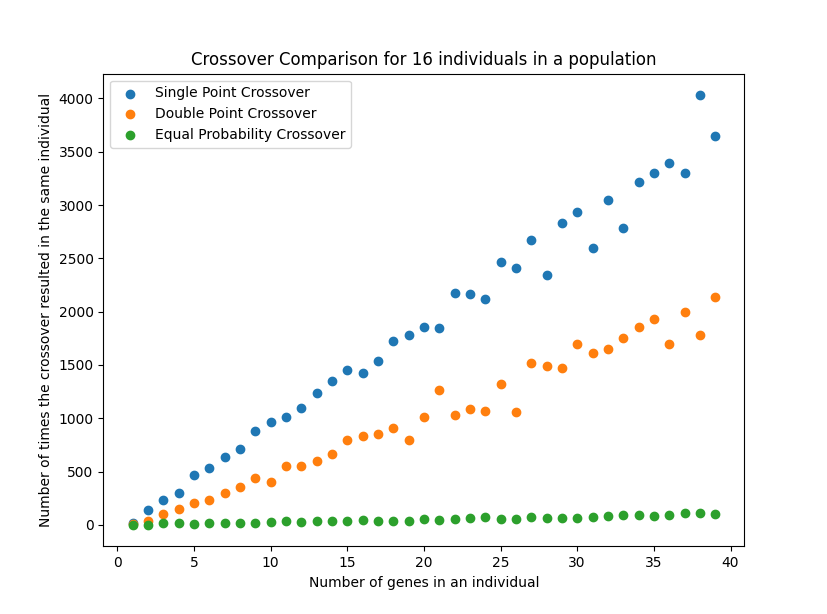 Crossover Comparison for 16 individuals in a population
Single Point Crossover
Double Point Crossover
Equal Probability Crossover
Number of times the crossover resulted in the same individual
4000
3500
3000
2500
2000
1500
1000
500
0
0 5 10 15 20 25 30 35 40
Number of genes in an individual